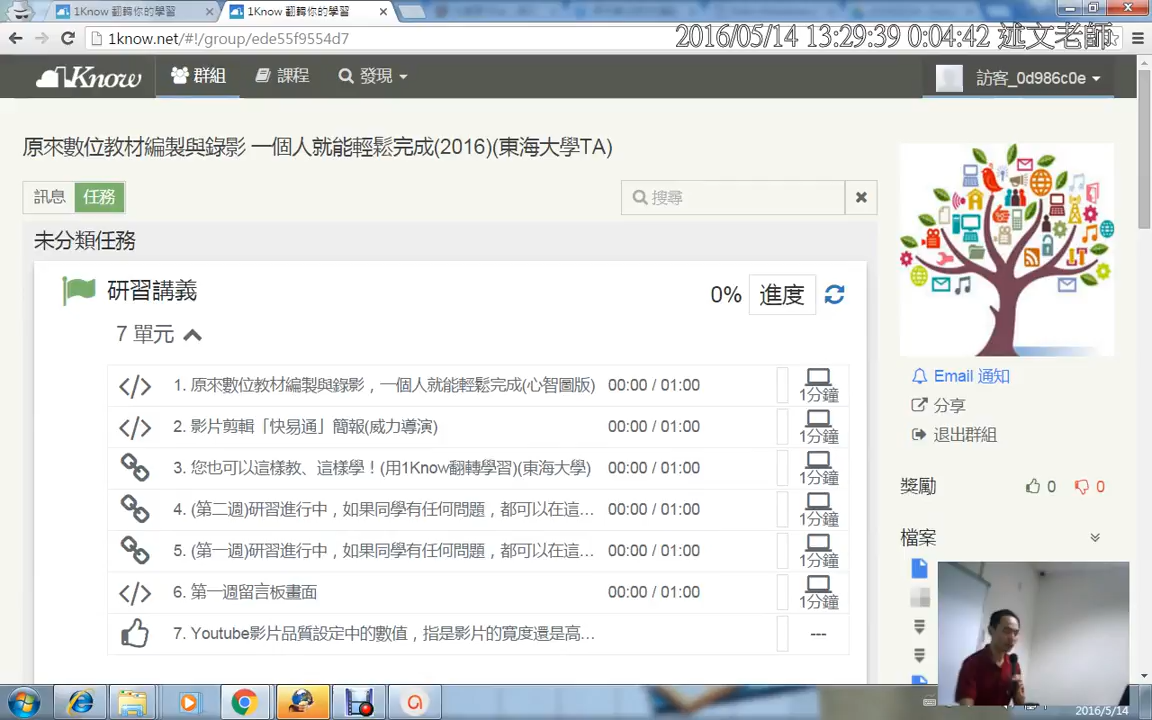 1Know 翻轉你的學習
1Know 翻轉你的學習
1know.net/#!/group/ede55f9554d7
2016/05/14 13:29:39 0:04:42 述文老師
1Know
群組
課程
發現
訪客_0d986c0e
原來數位教材編製與錄影 一個人就能輕鬆完成(2016)(東海大學TA)
訊息
任務
搜尋
未分類任務
研習講義
0%
進度
7 單元
1. 原來數位教材編製與錄影，一個人就能輕鬆完成(心智圖版) 00:00 / 01:00 1分鐘
2. 影片剪輯「快易通」簡報(威力導演) 00:00 / 01:00 1分鐘
3. 您也可以這樣教、這樣學！(用1Know翻轉學習)(東海大學) 00:00 / 01:00 1分鐘
4. (第二週)研習進行中，如果同學有任何問題，都可以在這... 00:00 / 01:00 1分鐘
5. (第一週)研習進行中，如果同學有任何問題，都可以在這... 00:00 / 01:00 1分鐘
6. 第一週留言板畫面 00:00 / 01:00 1分鐘
7. Youtube影片品質設定中的數值，指是影片的寬度還是高... ---
Email 通知
分享
退出群組
獎勵 0 0
檔案
2016/5/14